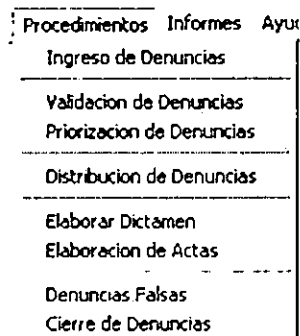 Procedimientos Informes Ayuc
Ingreso de Denuncias
Validacion de Denuncias
Priorizacion de Denuncias
Distribucion de Denuncias
Elaborar Dictamen
Elaboracion de Actas
Denuncias Falsas
Cierre de Denuncias